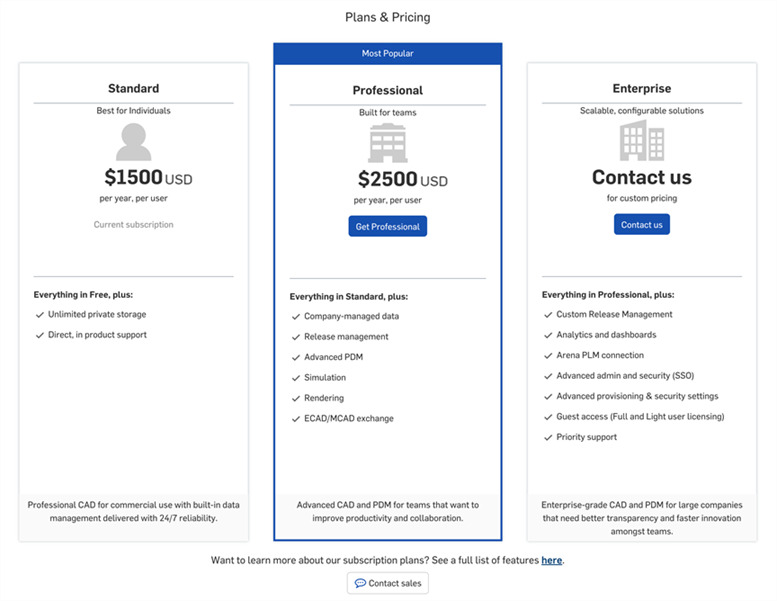 Plans & Pricing
Standard
Best for Individuals
$1500 USD
per year, per user
Current subscription
Everything in Free, plus:
Unlimited private storage
Direct, in product support
Professional CAD for commercial use with built-in data
management delivered with 24/7 reliability.
Most Popular
Professional
Built for teams
$2500 USD
per year, per user
Get Professional
Everything in Standard, plus:
Company-managed data
Release management
Advanced PDM
Simulation
Rendering
ECAD/MCAD exchange
Advanced CAD and PDM for teams that want to
improve productivity and collaboration.
Enterprise
Scalable, configurable solutions
Contact us
for custom pricing
Contact us
Everything in Professional, plus:
Custom Release Management
Analytics and dashboards
Arena PLM connection
Advanced admin and security (SSO)
Advanced provisioning & security settings
Guest access (Full and Light user licensing)
Priority support
Enterprise-grade CAD and PDM for large companies
that need better transparency and faster innovation
amongst teams.
Want to learn more about our subscription plans? See a full list of features here.
Contact sales